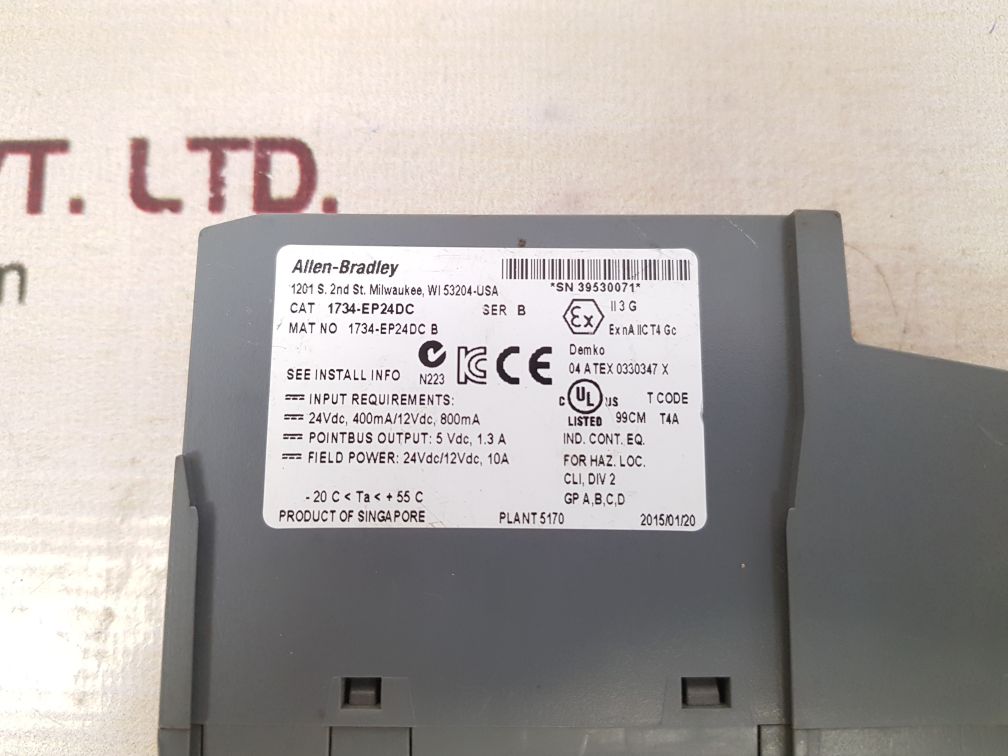 VT. LTD.
Allen-Bradley
1201 S. 2nd St. Milwaukee, WI 53204-USA
*SN 39530071*
CAT 1734-EP24DC SER B
MAT NO 1734-EP24DC B
Ex
II 3 G
Ex nA IIC T4 Gc
Demko
04 ATEX 0330347 X
SEE INSTALL INFO
N223
KC CE
C UL US
LISTED 99CM
T CODE
T4A
INPUT REQUIREMENTS:
24Vdc, 400mA/12Vdc, 800mA
POINTBUS OUTPUT: 5 Vdc, 1.3 A
FIELD POWER: 24Vdc/12Vdc, 10A
IND. CONT. EQ.
FOR HAZ. LOC.
CLI, DIV 2
GP A,B,C,D
- 20 C < Ta < + 55 C
PRODUCT OF SINGAPORE PLANT 5170 2015/01/20